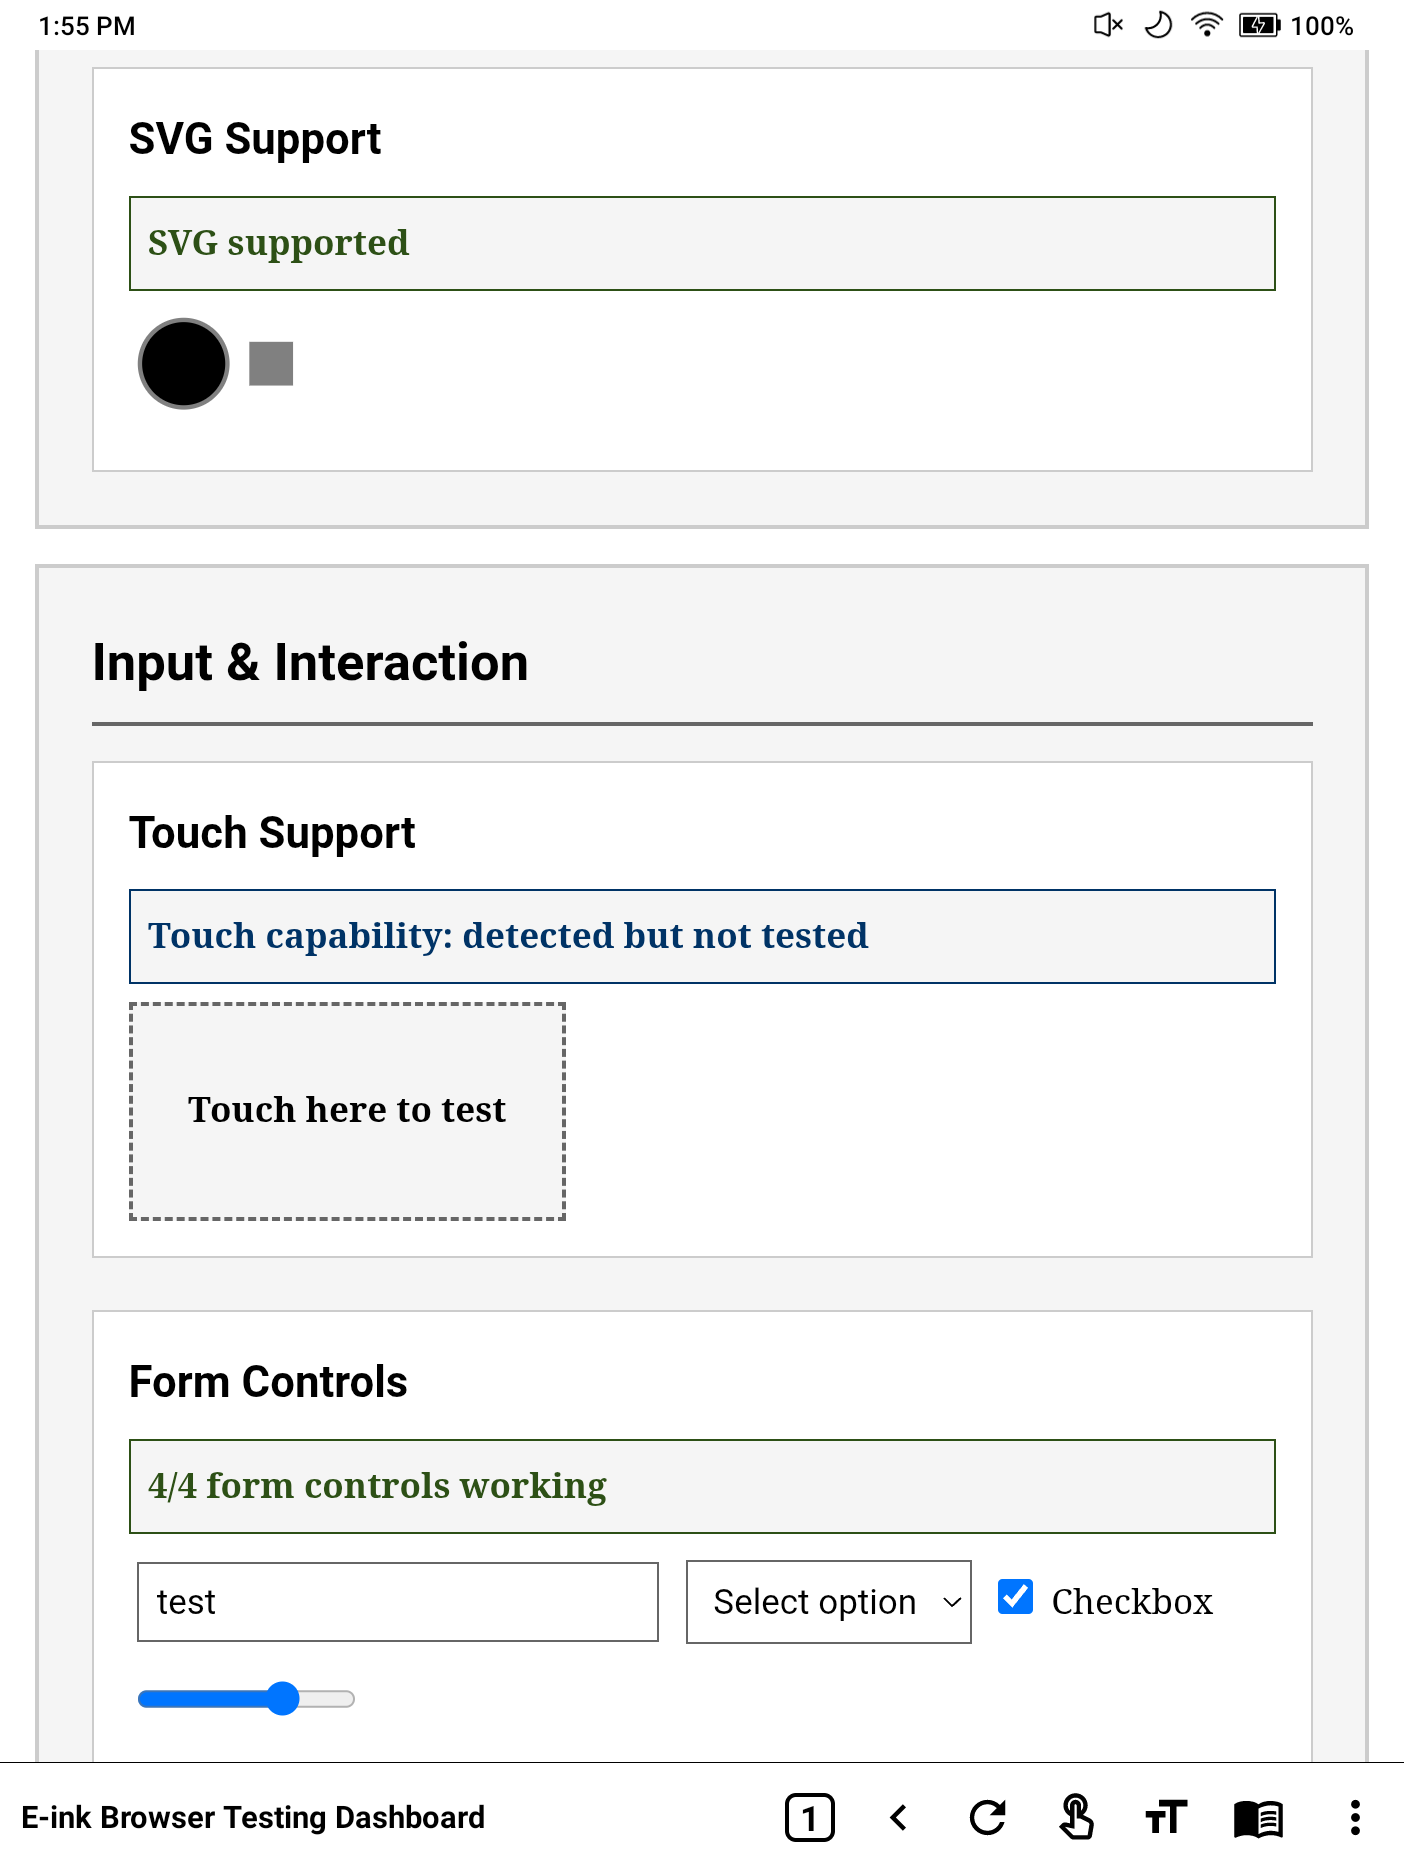 1:55 PM
100%
SVG Support
SVG supported
Input & Interaction
Touch Support
Touch capability: detected but not tested
Touch here to test
Form Controls
4/4 form controls working
test
Select option
Checkbox
E-ink Browser Testing Dashboard
1
TT